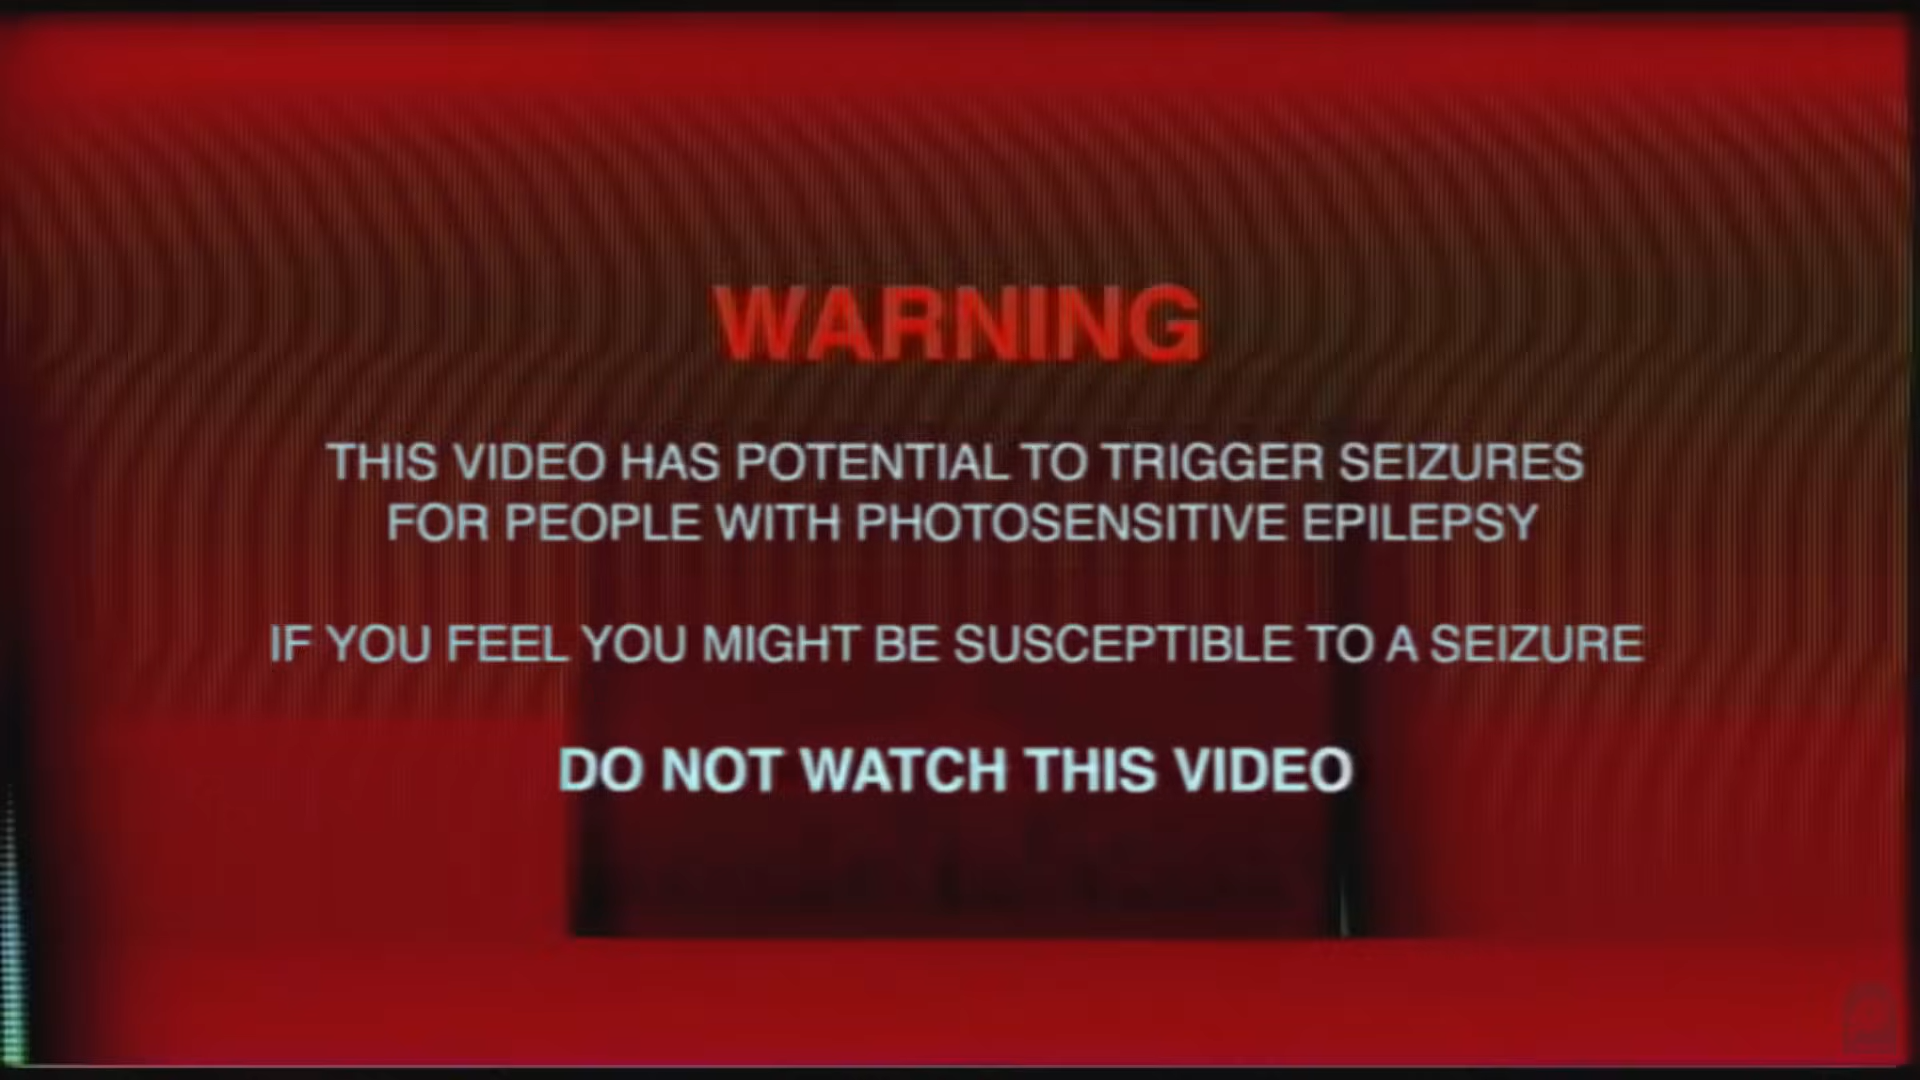 WARNING
THIS VIDEO HAS POTENTIAL TO TRIGGER SEIZURES
FOR PEOPLE WITH PHOTOSENSITIVE EPILEPSY
IF YOU FEEL YOU MIGHT BE SUSCEPTIBLE TO A SEIZURE
DO NOT WATCH THIS VIDEO